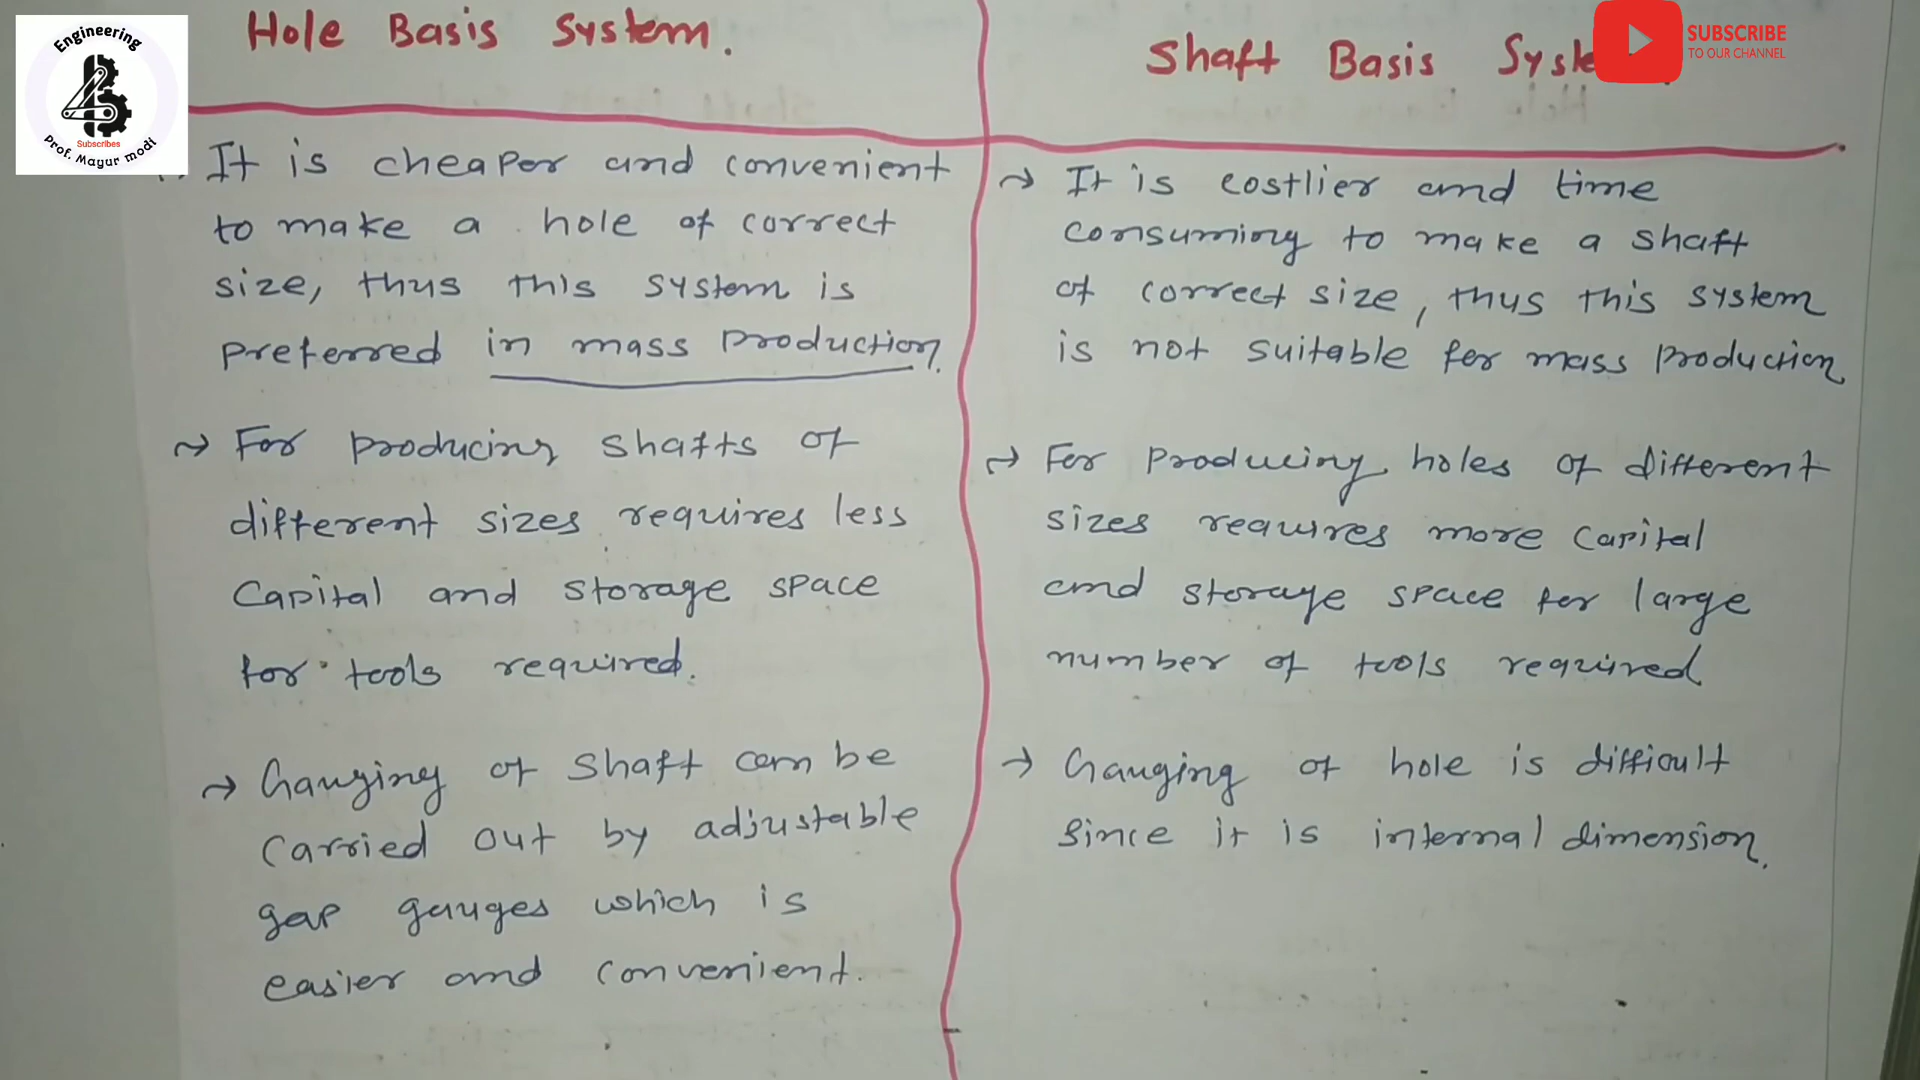 Engineering
Subscribes
Prof. Mayur modi
SUBSCRIBE
TO OUR CHANNEL
Hole Basis System.
It is cheaper and convenient
to make a hole of correct
size, thus this system is
preferred in mass production.
→ For producing shafts of
different sizes requires less
Capital and storage space
for tools required.
→ Gauging of shaft can be
carried out by adjustable
gap gauges which is
easier and convenient.
Shaft Basis
→ It is costlier and time
consuming to make a shaft
of correct size, thus this system
is not suitable for mass production
→ For producing holes of different
sizes requires more capital
and storage space for large
number of tools required
→ Gauging of hole is difficult
since it is internal dimension.